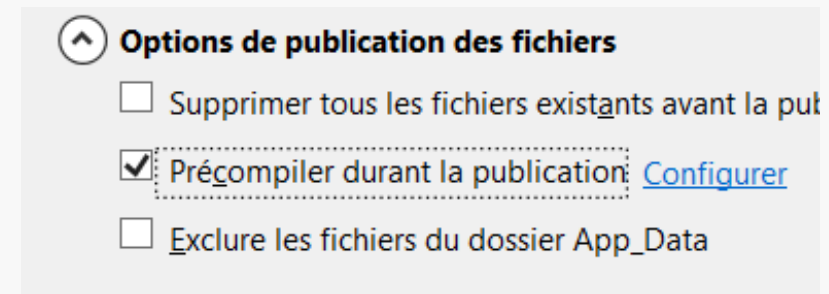 Options de publication des fichiers
Supprimer tous les fichiers existants avant la
Précompiler durant la publication Configurer
Exclure les fichiers du dossier App_Data